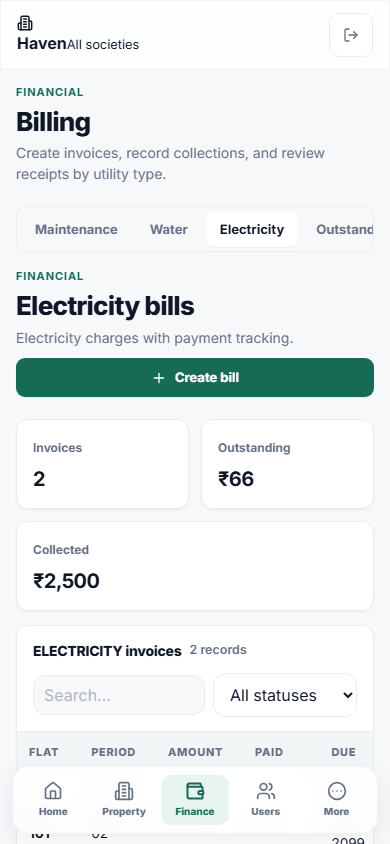 HavenAll societies
FINANCIAL
Billing
Create invoices, record collections, and review
receipts by utility type.
Maintenance Water Electricity Outstand
FINANCIAL
Electricity bills
Electricity charges with payment tracking.
+ Create bill
Invoices Outstanding
2 ₹66
Collected
₹2,500
ELECTRICITY invoices 2 records
Search... All statuses
FLAT PERIOD AMOUNT PAID DUE
Home Property Finance Users More
2099